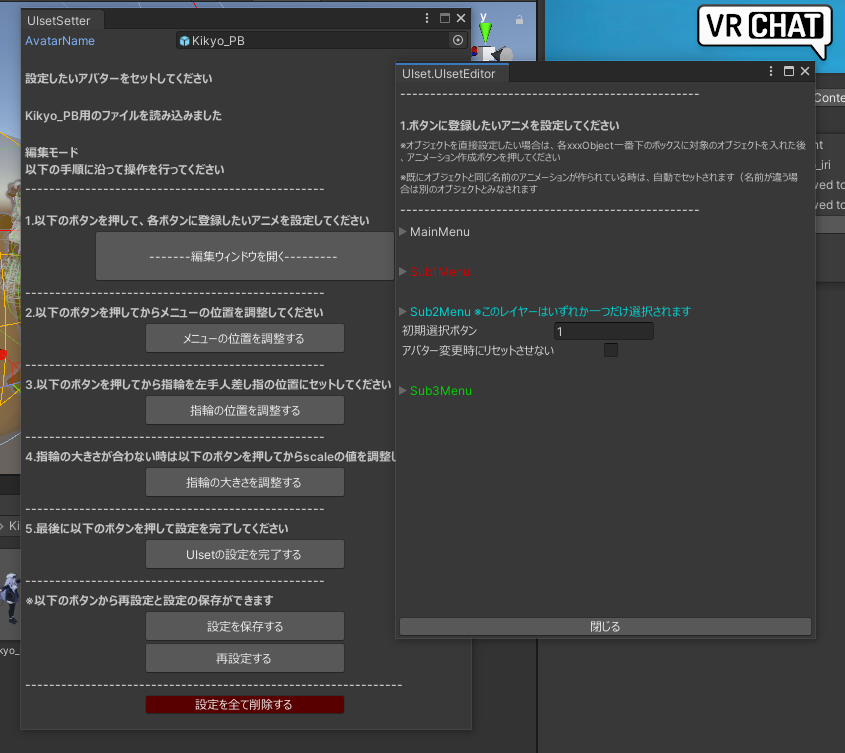 UIsetSetter
AvatarName
Kikyo_PB
設定したいアバターをセットしてください
Kikyo_PB用のファイルを読み込みました
編集モード
以下の手順に沿って操作を行ってください
--------------------------------------------------
1.以下のボタンを押して、各ボタンに登録したいアニメを設定してください
-------編集ウィンドウを開く---------
--------------------------------------------------
2.以下のボタンを押してからメニューの位置を調整してください
メニューの位置を調整する
--------------------------------------------------
3.以下のボタンを押してから指輪を左手人差し指の位置にセットしてください
指輪の位置を調整する
--------------------------------------------------
4.指輪の大きさが合わない時は以下のボタンを押してからscaleの値を調整し
指輪の大きさを調整する
--------------------------------------------------
5.最後に以下のボタンを押して設定を完了してください
UIsetの設定を完了する
--------------------------------------------------
※以下のボタンから再設定と設定の保存ができます
設定を保存する
再設定する
---------------------------------------------------------------
設定を全て削除する
UIset.UIsetEditor
--------------------------------------------------
1.ボタンに登録したいアニメを設定してください
※オブジェクトを直接設定したい場合は、各xxxObject一番下のボックスに対象のオブジェクトを入れた後
、アニメーション作成ボタンを押してください
※既にオブジェクトと同じ名前のアニメーションが作られている時は、自動でセットされます（名前が違う場
合は別のオブジェクトとみなされます
--------------------------------------------------
MainMenu
Sub1Menu
Sub2Menu ※このレイヤーはいずれか一つだけ選択されます
初期選択ボタン
1
アバター変更時にリセットさせない
Sub3Menu
閉じる
y
VRCHAT
Conte
nt
_iri
ved to
ved to
Ki
kyo_